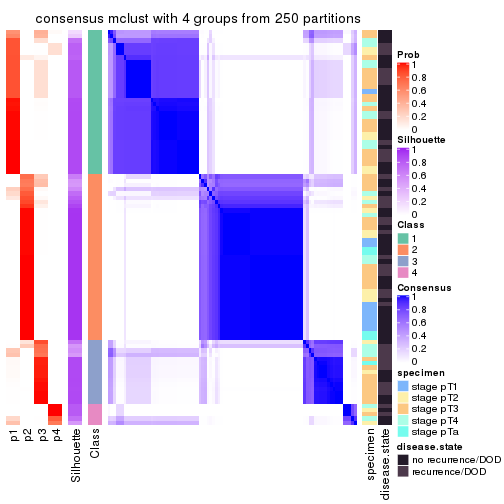 consensus mclust with 4 groups from 250 partitions
Prob
1
0.8
0.6
0.4
0.2
0
Silhouette
1
0.8
0.6
0.4
0.2
0
Class
1
2
3
4
Consensus
1
0.8
0.6
0.4
0.2
0
specimen
stage pT1
stage pT2
stage pT3
stage pT4
stage pTa
disease.state
no recurrence/DOD
recurrence/DOD
p1
p2
p3
p4
Silhouette
Class
specimen
disease.state